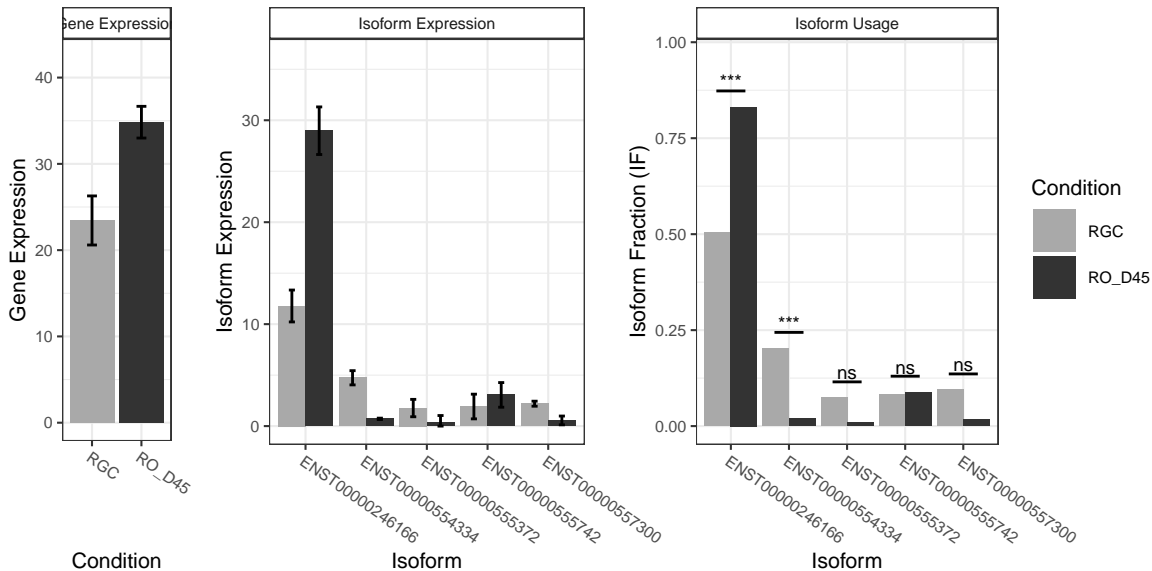 Gene Expression
Isoform Expression
Isoform Usage
Gene Expression
40
30
20
10
0
RGC
RO_D45
Condition
Isoform Expression
30
20
10
0
ENST00000246166
ENST00000554334
ENST00000555372
ENST00000555742
ENST00000557300
Isoform
Isoform Fraction (IF)
1.00
0.75
0.50
0.25
0.00
***
***
ns
ns
ns
ENST00000246166
ENST00000554334
ENST00000555372
ENST00000555742
ENST00000557300
Isoform
Condition
RGC
RO_D45